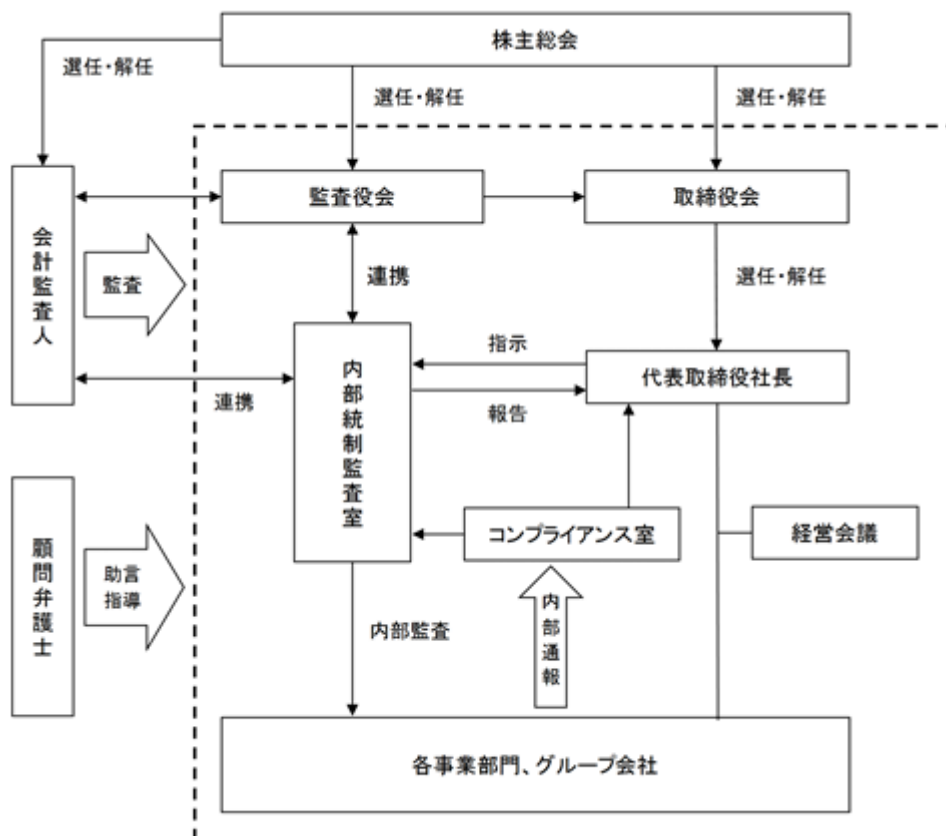 株主総会
選任・解任
選任・解任
選任・解任
監査役会
取締役会
会計監査人
監査
連携
選任・解任
指示
代表取締役社長
内部統制監査室
連携
報告
コンプライアンス室
経営会議
顧問弁護士
助言
指導
内部通報
内部監査
各事業部門、グループ会社